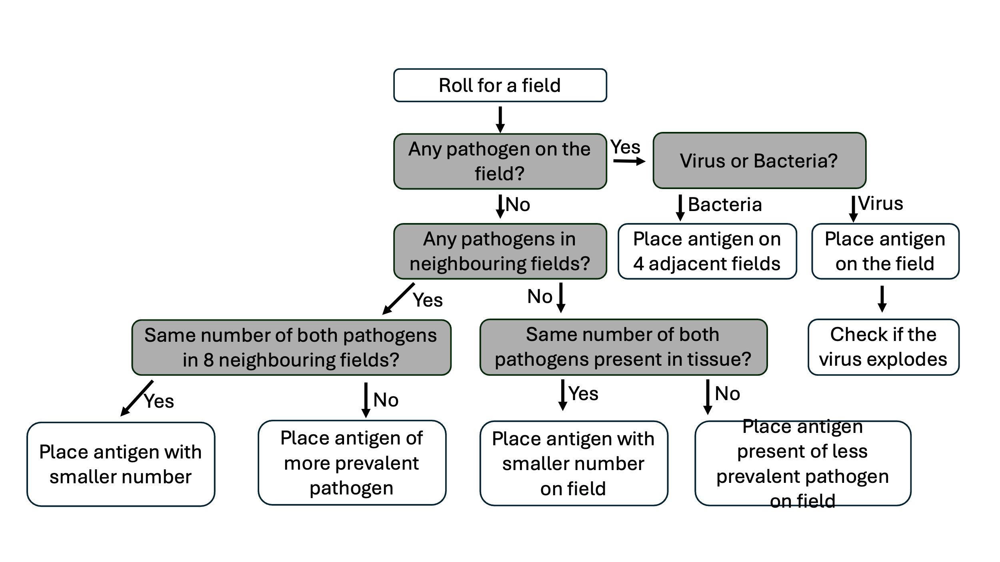 Roll for a field
Any pathogen on the
field?
Yes
Virus or Bacteria?
No
Bacteria
Virus
Any pathogens in
neighbouring fields?
Place antigen on
4 adjacent fields
Place antigen
on the field
Yes
No
Same number of both pathogens
in 8 neighbouring fields?
Same number of both
pathogens present in tissue?
Check if the
virus explodes
Yes
No
Yes
No
Place antigen with
smaller number
Place antigen of
more prevalent
pathogen
Place antigen with
smaller number
on field
Place antigen
present of less
prevalent pathogen
on field